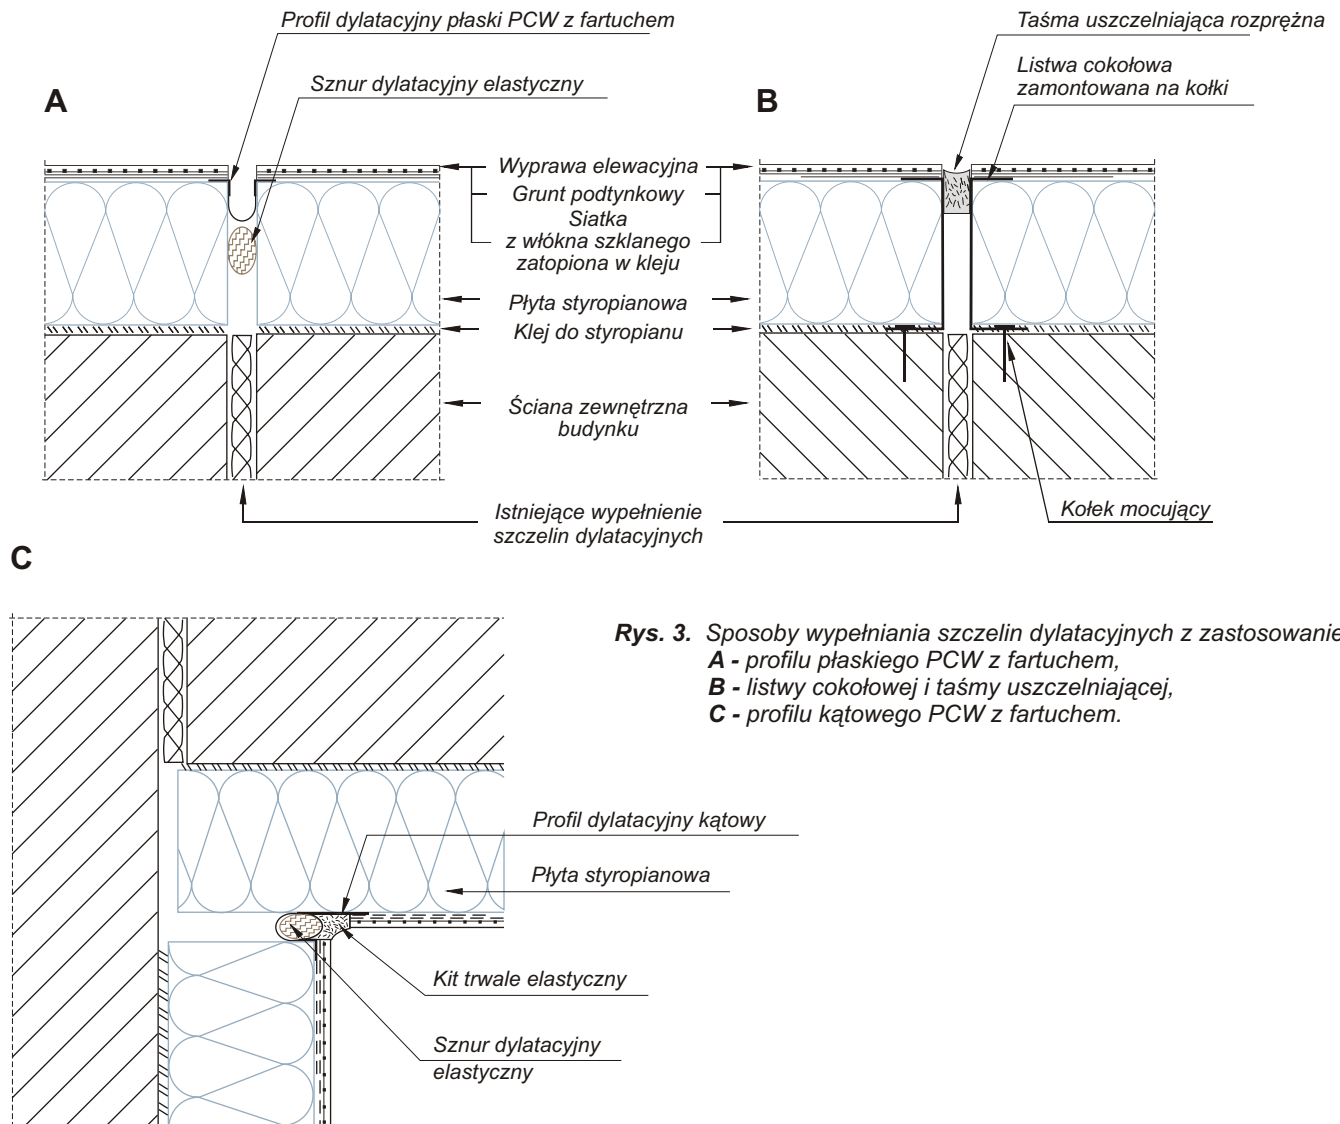 Profil dylatacyjny płaski PCW z fartuchem
Taśma uszczelniająca rozprężna
Sznur dylatacyjny elastyczny
Listwa cokołowa
zamontowana na kołki
A
B
Wyprawa elewacyjna
Grunt podtynkowy
Siatka
z włókna szklanego
zatopiona w kleju
Płyta styropianowa
Klej do styropianu
Ściana zewnętrzna
budynku
Istniejące wypełnienie
szczelin dylatacyjnych
Kołek mocujący
C
Rys. 3. Sposoby wypełniania szczelin dylatacyjnych z zastosowanie
A - profilu płaskiego PCW z fartuchem,
B - listwy cokołowej i taśmy uszczelniającej,
C - profilu kątowego PCW z fartuchem.
Profil dylatacyjny kątowy
Płyta styropianowa
Kit trwale elastyczny
Sznur dylatacyjny
elastyczny